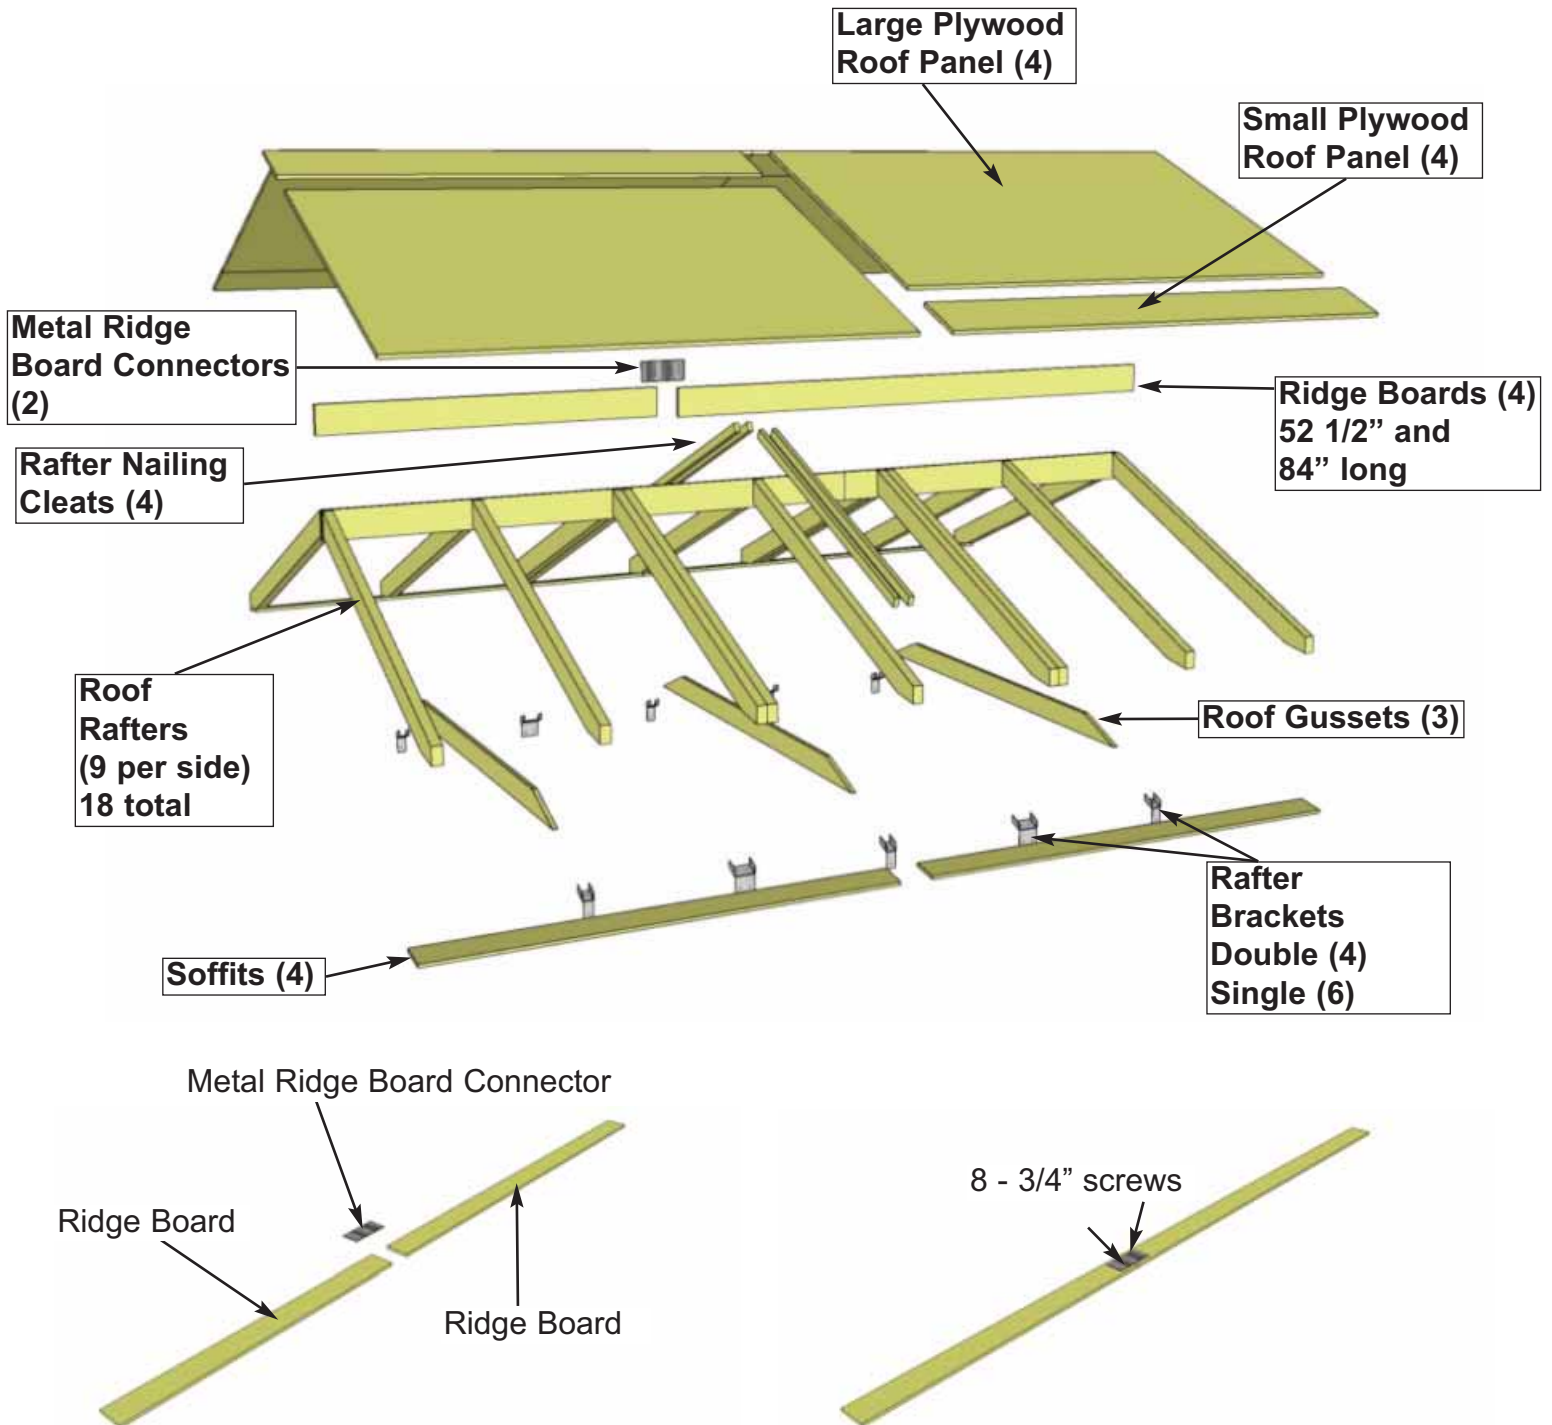 Large Plywood
Roof Panel (4)
Small Plywood
Roof Panel (4)
Metal Ridge
Board Connectors
(2)
Ridge Boards (4)
52 1/2” and
84” long
Rafter Nailing
Cleats (4)
Roof
Rafters
(9 per side)
18 total
Roof Gussets (3)
Rafter
Brackets
Double (4)
Single (6)
Soffits (4)
Metal Ridge Board Connector
Ridge Board
Ridge Board
8 - 3/4” screws